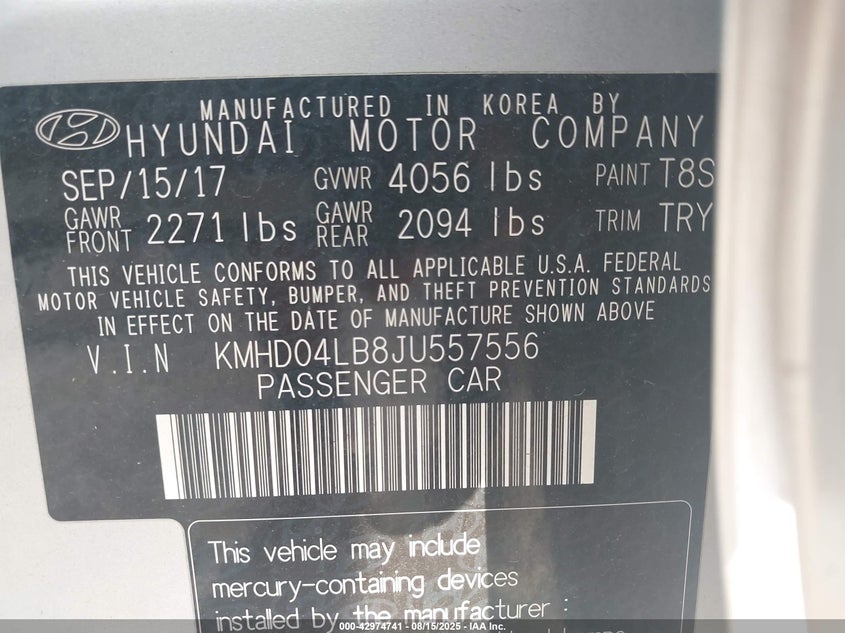 MANUFACTURED IN KOREA BY
HYUNDAI MOTOR COMPANY
SEP/15/17 GVWR 4056 lbs PAINT T8S
GAWR FRONT 2271 lbs GAWR REAR 2094 lbs TRIM TRY
THIS VEHICLE CONFORMS TO ALL APPLICABLE U.S.A. FEDERAL
MOTOR VEHICLE SAFETY, BUMPER, AND THEFT PREVENTION STANDARDS
IN EFFECT ON THE DATE OF MANUFACTURE SHOWN ABOVE
V.I.N KMHD04LB8JU557556
PASSENGER CAR
This vehicle may include
mercury-containing devices
installed by the manufacturer :
000-42974741 - 08/15/2025 - IAA Inc.